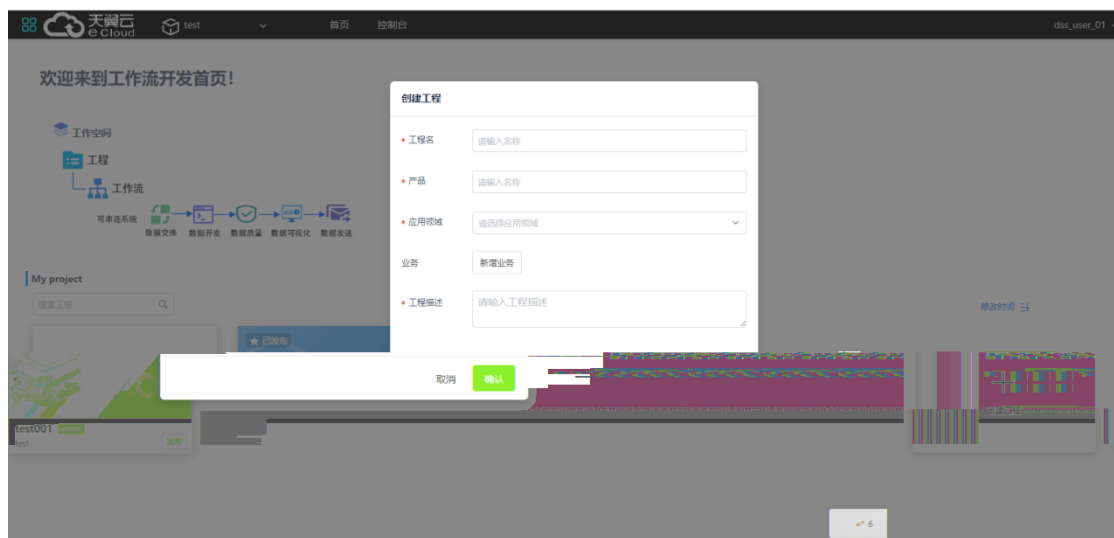 天翼云
e Cloud
test
首页
控制台
dss_user_01
欢迎来到工作流开发首页！
工作空间
工程
工作流
可串连系统
数据交换
数据开发
数据质量
数据可视化
数据发送
My project
搜索工程
修改时间
已发布
创建工程
* 工程名
请输入名称
* 产品
请输入名称
* 应用领域
请选择应用领域
业务
新增业务
* 工程描述
请输入工程描述
取消
确认
test001
test
6